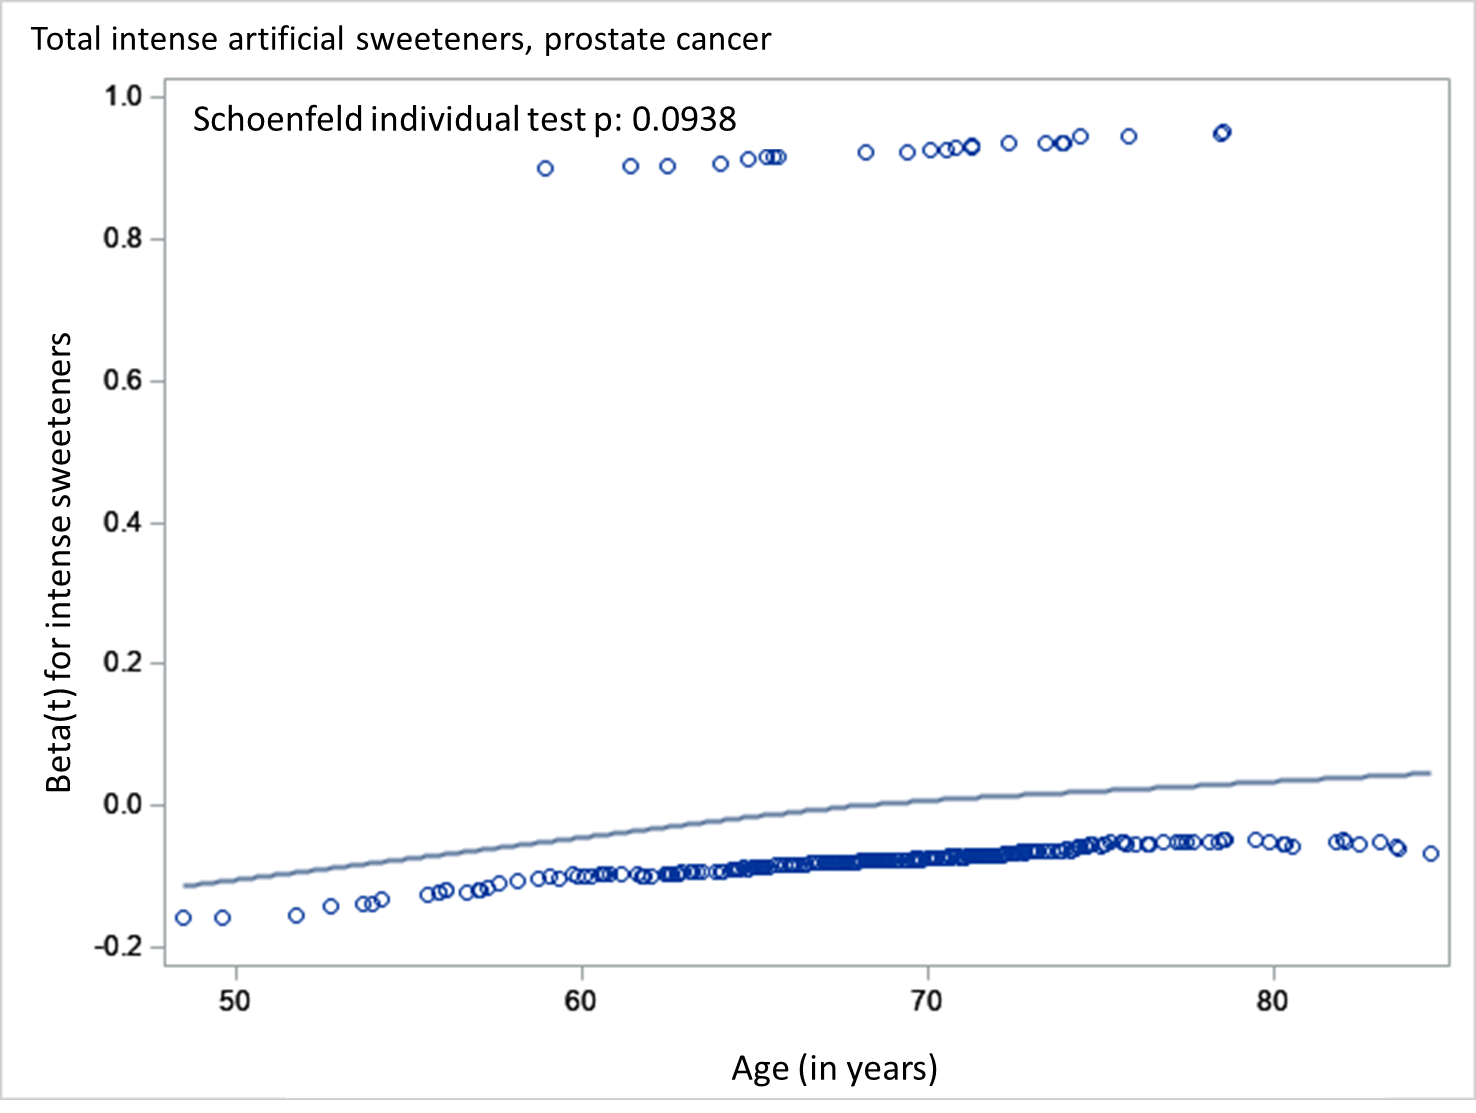 Total intense artificial sweeteners, prostate cancer
Schoenfeld individual test p: 0.0938
Beta(t) for intense sweeteners
1.0
0.8
0.6
0.4
0.2
0.0
-0.2
50 60 70 80
Age (in years)